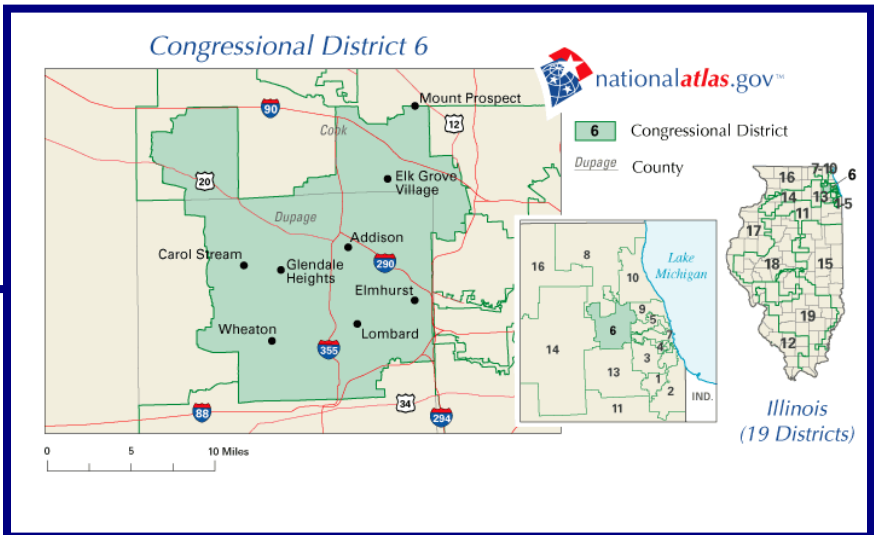 Congressional District 6
nationalatlas.gov™
6 Congressional District
Dupage County
Mount Prospect
90
12
Cook
Elk Grove
Village
20
Dupage
Addison
Carol Stream
Glendale
Heights
290
Elmhurst
Wheaton
Lombard
355
88
34
294
0 5 10 Miles
8
16
10
Lake
Michigan
9
5
6
7
4
14
3
13
1
2
11
IND.
7-10
6
16
14
13
1-5
11
17
18
15
19
12
Illinois
(19 Districts)